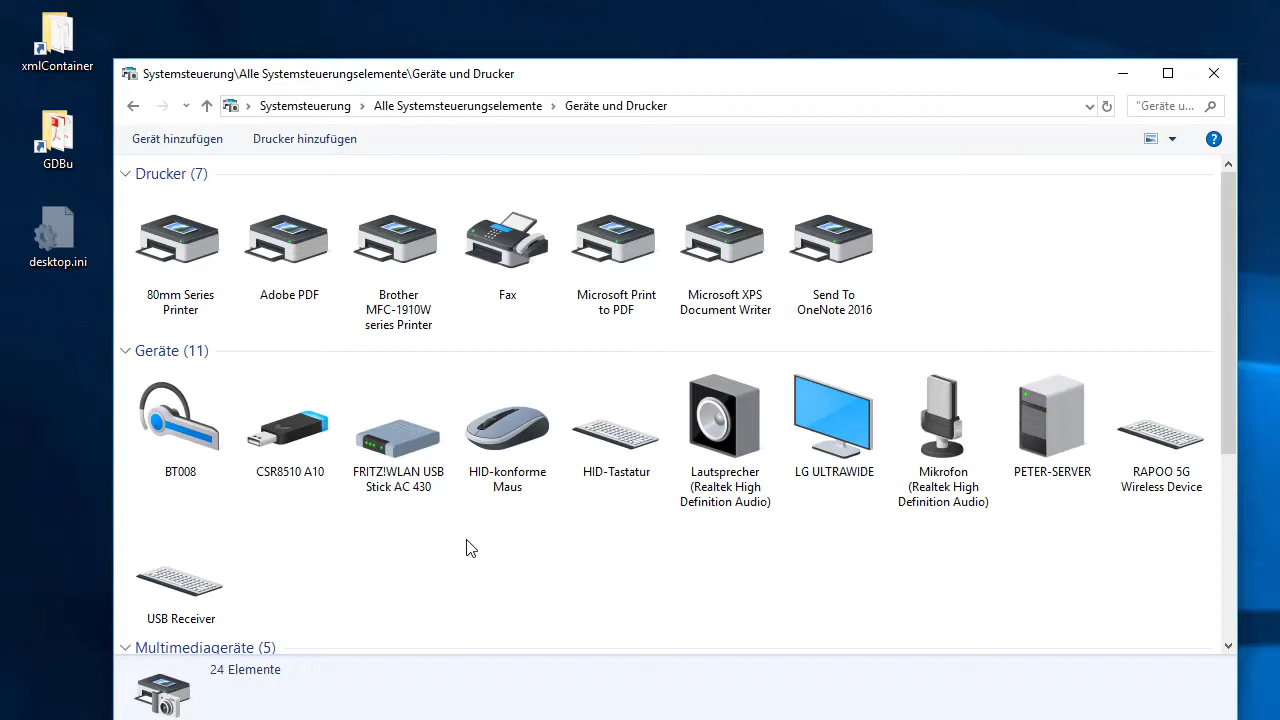 xmlContainer
GDBu
desktop.ini
Systemsteuerung\Alle Systemsteuerungselemente\Geräte und Drucker
Systemsteuerung > Alle Systemsteuerungselemente > Geräte und Drucker
"Geräte u...
Gerät hinzufügen Drucker hinzufügen
?
Drucker (7)
80mm Series
Printer
Adobe PDF
Brother
MFC-1910W
series Printer
Fax
Microsoft Print
to PDF
Microsoft XPS
Document Writer
Send To
OneNote 2016
Geräte (11)
BT008
CSR8510 A10
FRITZ!WLAN USB
Stick AC 430
HID-konforme
Maus
HID-Tastatur
Lautsprecher
(Realtek High
Definition Audio)
LG ULTRAWIDE
Mikrofon
(Realtek High
Definition Audio)
PETER-SERVER
RAPOO 5G
Wireless Device
USB Receiver
Multimediageräte (5)
24 Elemente